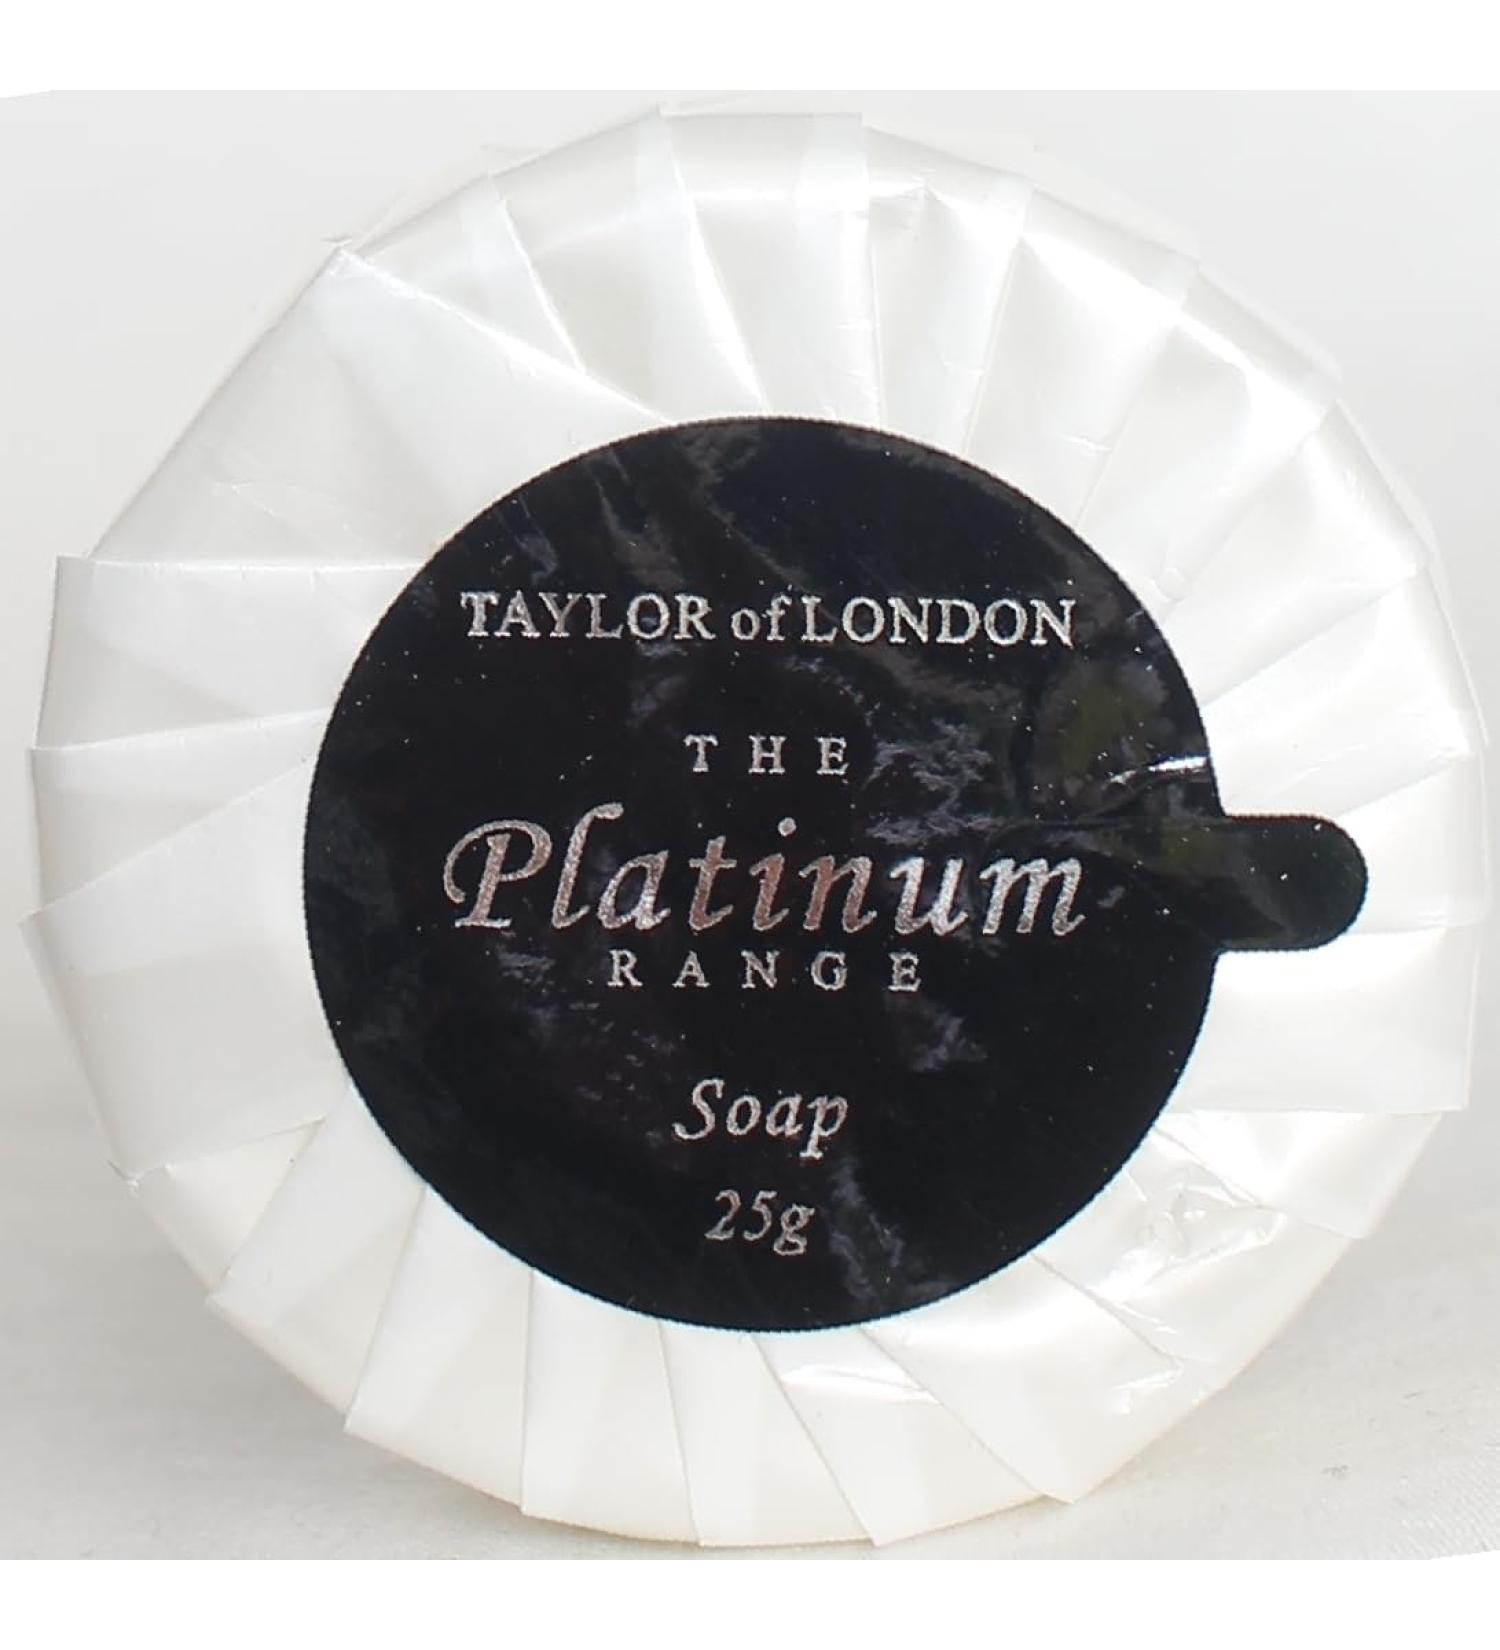 TAYLOR of LONDON
THE
Platinum
RANGE
Soap
25g